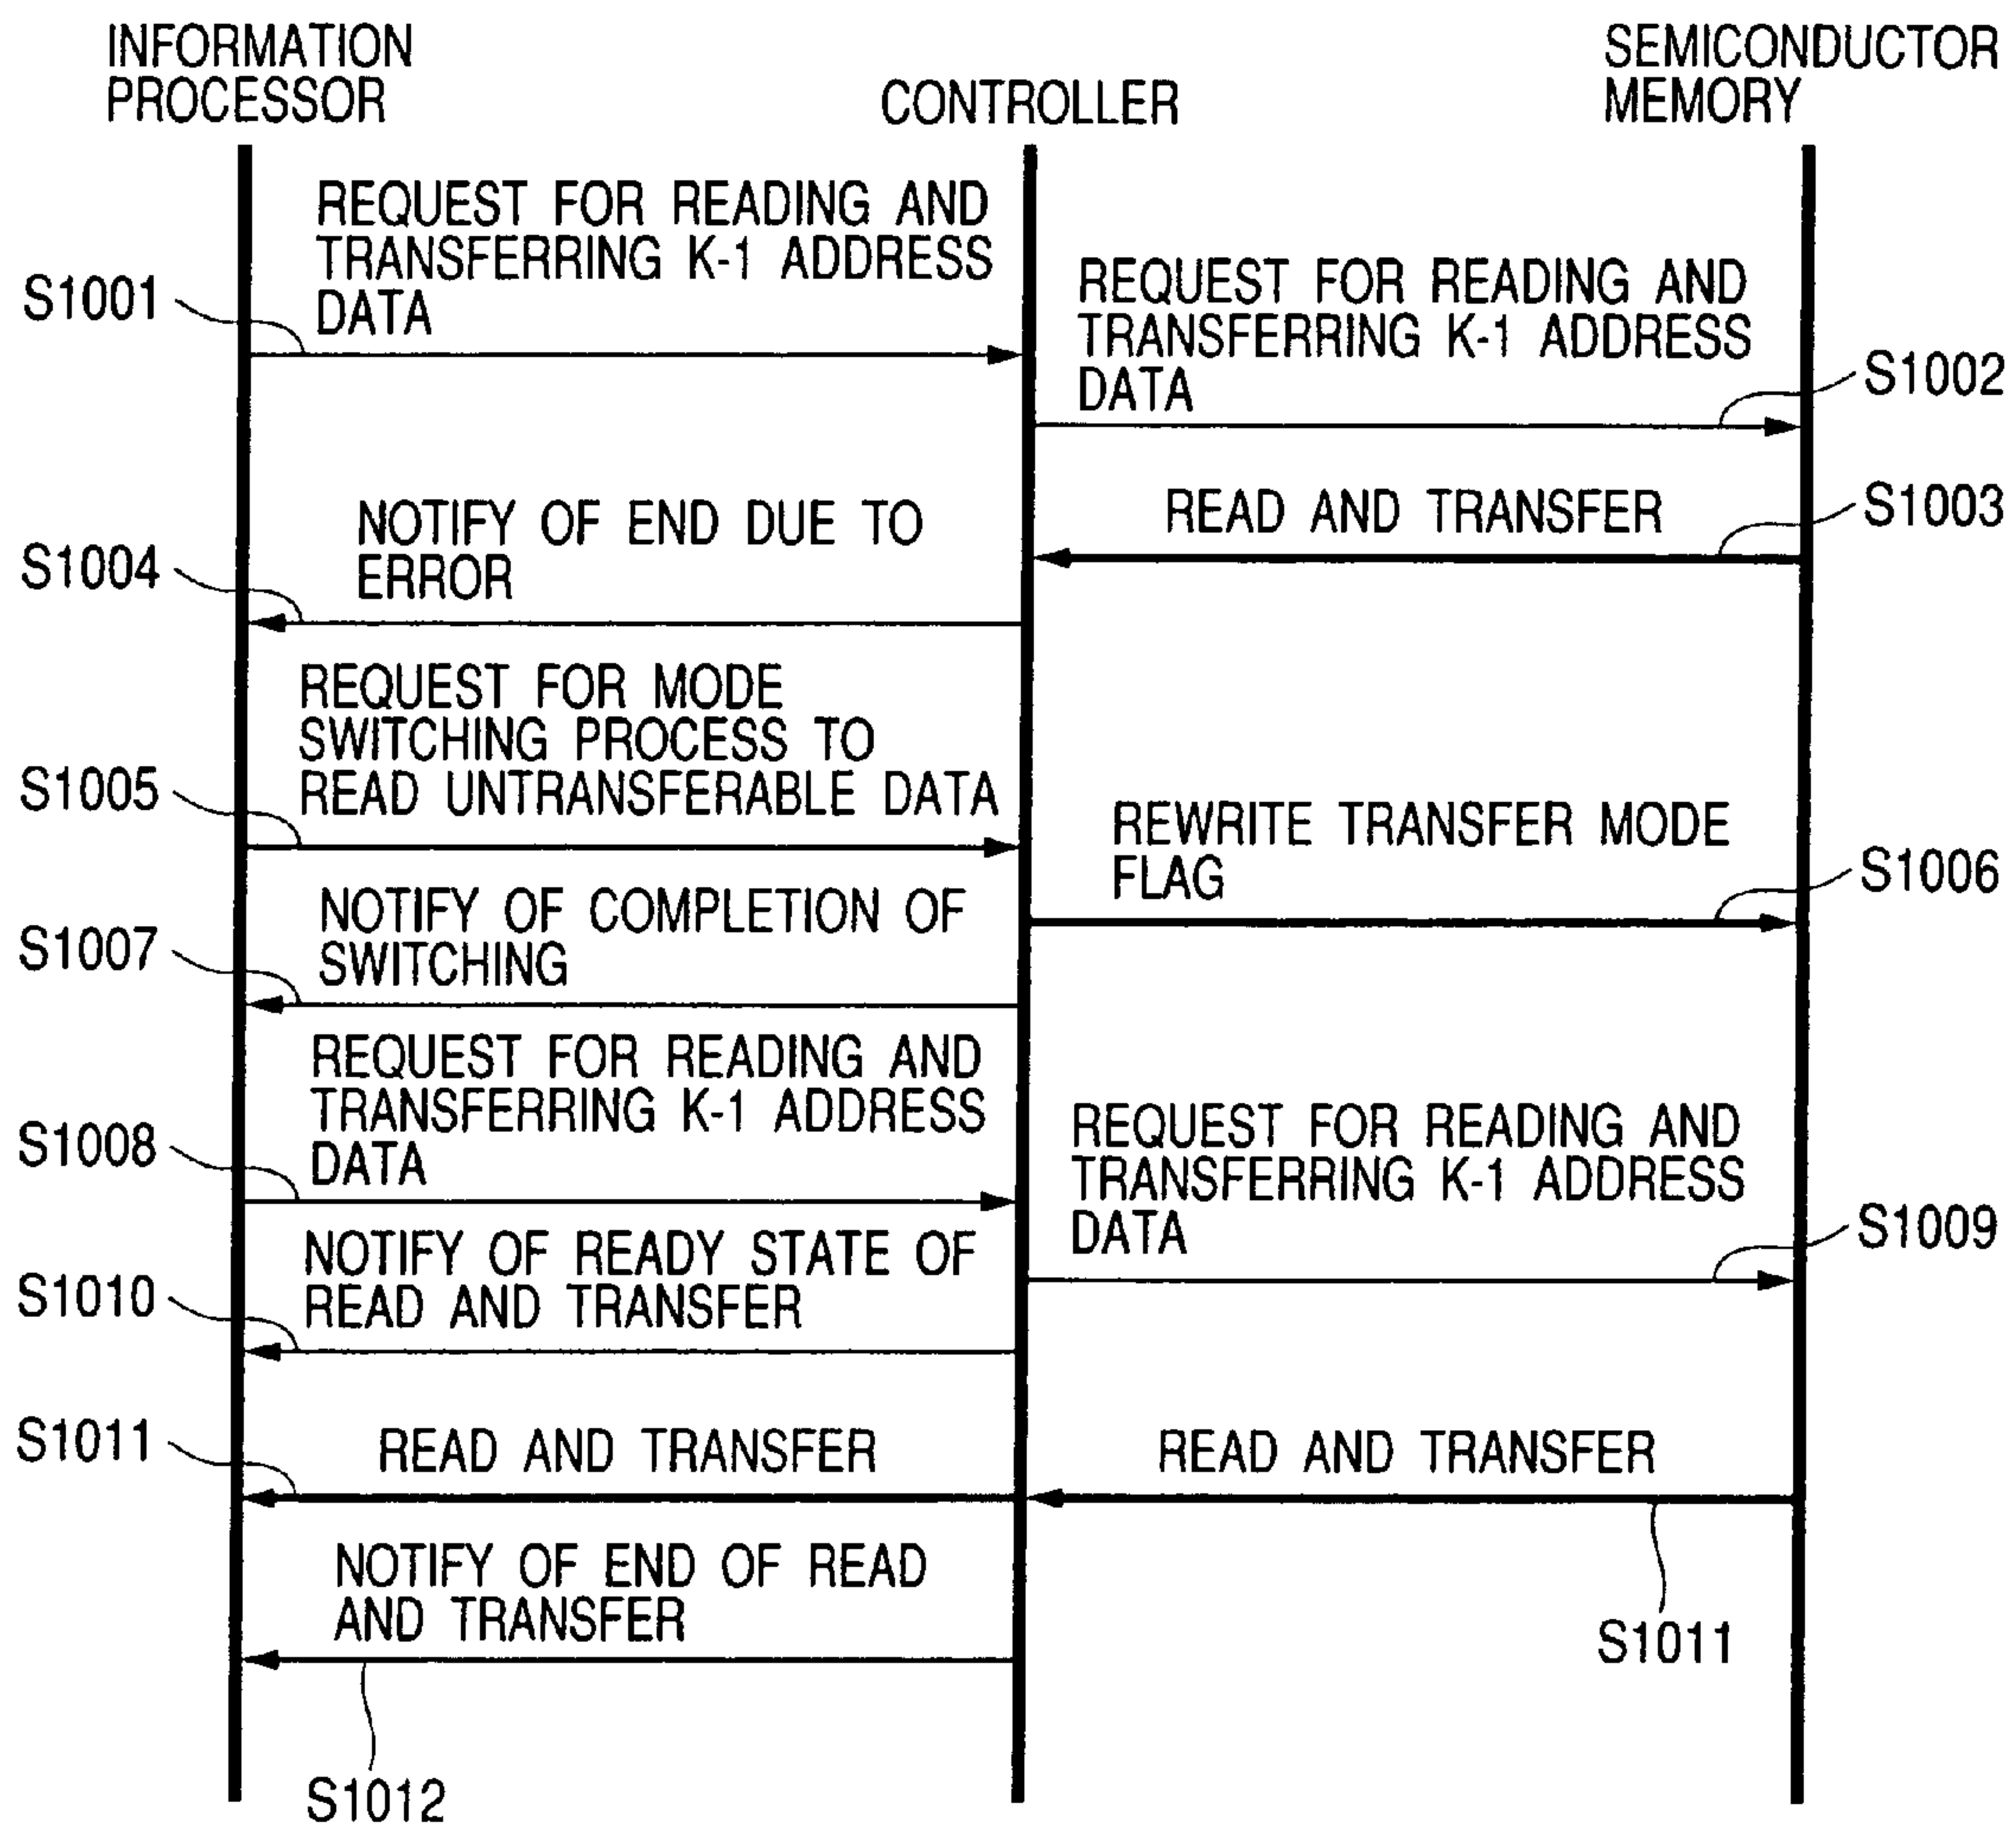 INFORMATION
PROCESSOR
CONTROLLER
SEMICONDUCTOR
MEMORY
REQUEST FOR READING AND
TRANSFERRING K-1 ADDRESS
DATA
S1001
REQUEST FOR READING AND
TRANSFERRING K-1 ADDRESS
DATA
S1002
READ AND TRANSFER
S1003
NOTIFY OF END DUE TO
ERROR
S1004
REQUEST FOR MODE
SWITCHING PROCESS TO
READ UNTRANSFERABLE DATA
S1005
REWRITE TRANSFER MODE
FLAG
S1006
NOTIFY OF COMPLETION OF
SWITCHING
S1007
REQUEST FOR READING AND
TRANSFERRING K-1 ADDRESS
DATA
S1008
REQUEST FOR READING AND
TRANSFERRING K-1 ADDRESS
DATA
S1009
NOTIFY OF READY STATE OF
READ AND TRANSFER
S1010
READ AND TRANSFER
S1011
READ AND TRANSFER
S1011
NOTIFY OF END OF READ
AND TRANSFER
S1012